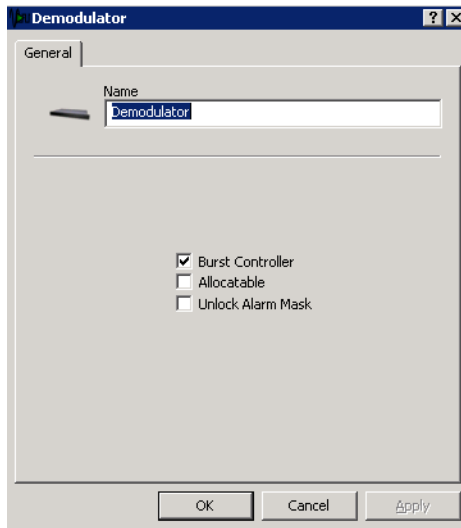 Demodulator
General
Name
Demodulator
Burst Controller
Allocatable
Unlock Alarm Mask
OK Cancel Apply